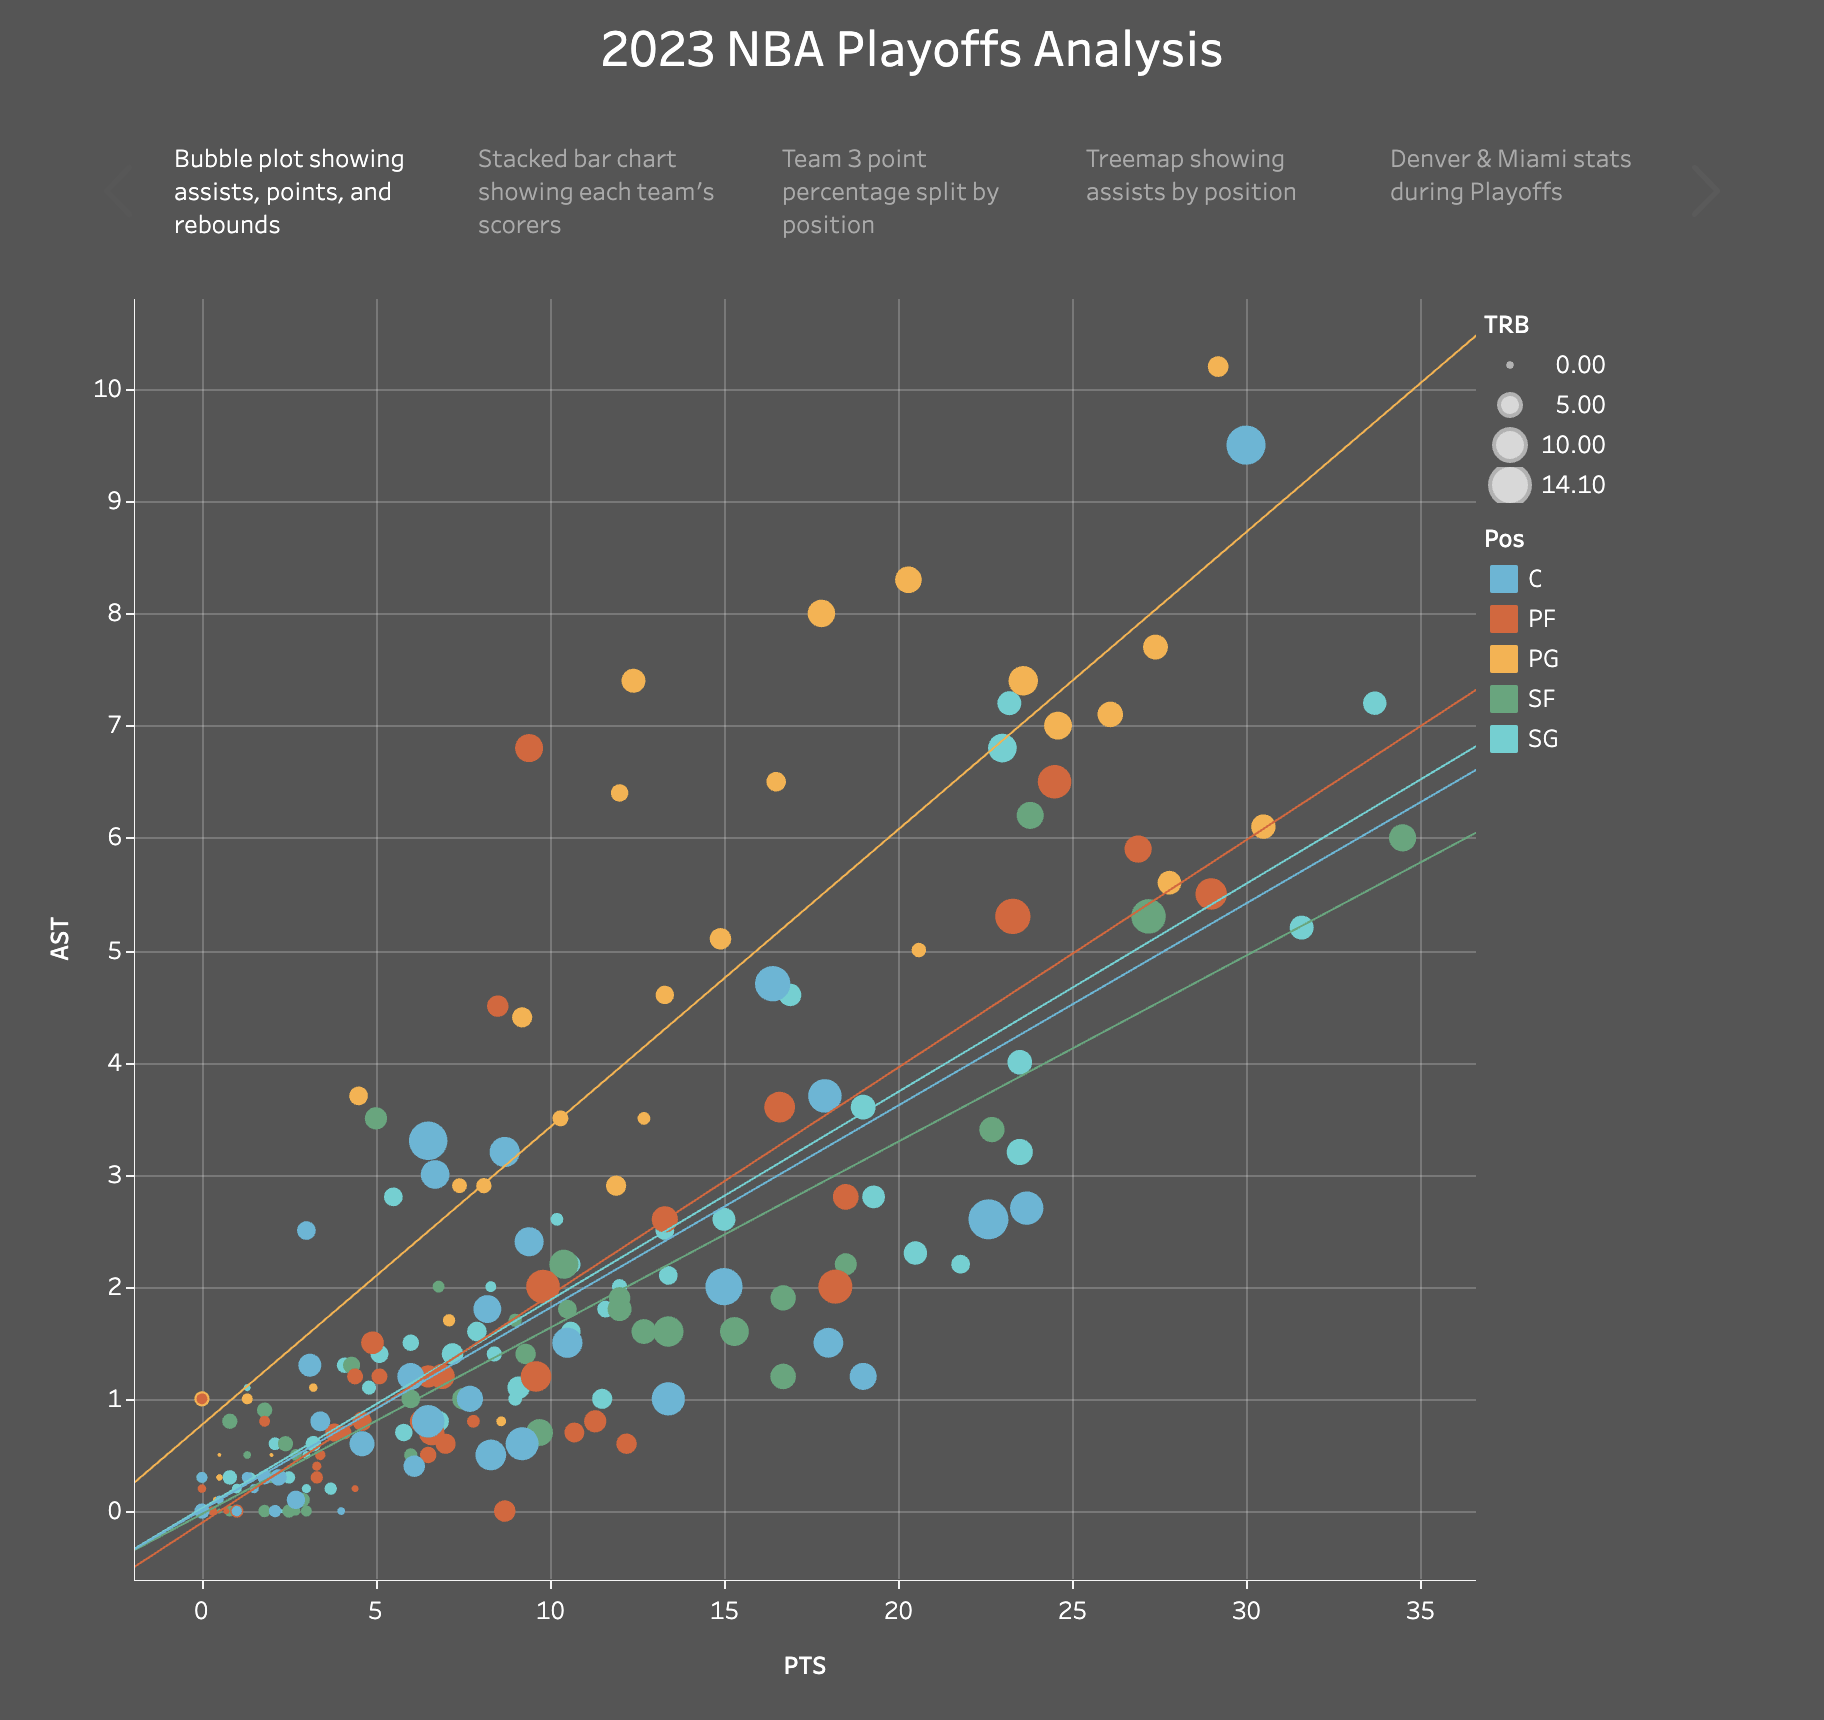 2023 NBA Playoffs Analysis
Bubble plot showing
assists, points, and
rebounds
Stacked bar chart
showing each team's
scorers
Team 3 point
percentage split by
position
Treemap showing
assists by position
Denver & Miami stats
during Playoffs
TRB
0.00
5.00
10.00
14.10
Pos
C
PF
PG
SF
SG
AST
10
9
8
7
6
5
4
3
2
1
0
0
5
10
15
20
25
30
35
PTS